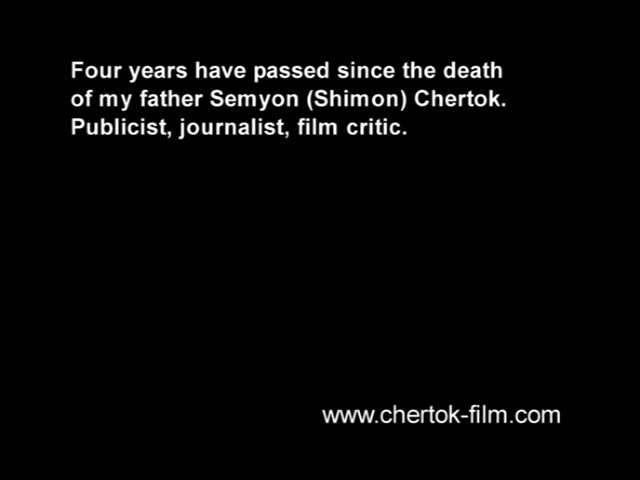 Four years have passed since the death
of my father Semyon (Shimon) Chertok.
Publicist, journalist, film critic.
www.chertok-film.com